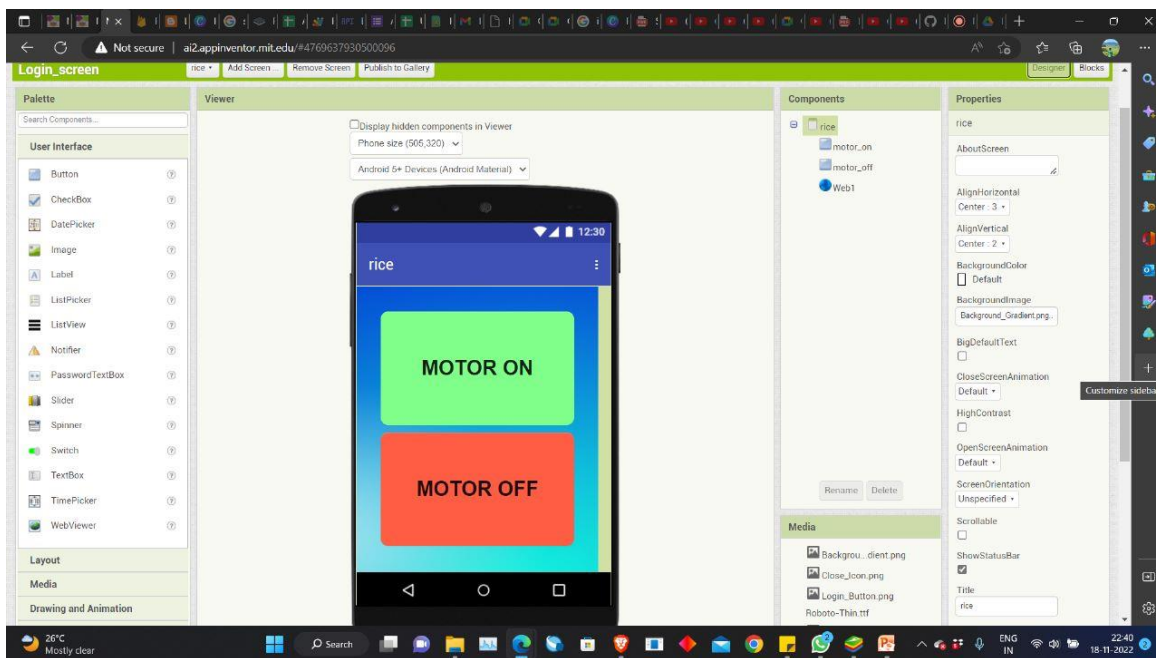 Not secure | ai2.appinventor.mit.edu/#4769637930500096
Login_screen
rice
Add Screen ...
Remove Screen
Publish to Gallery
Designer
Blocks
Palette
Search Components...
User Interface
Button
CheckBox
DatePicker
Image
Label
ListPicker
ListView
Notifier
PasswordTextBox
Slider
Spinner
Switch
TextBox
TimePicker
WebViewer
Layout
Media
Drawing and Animation
Viewer
Display hidden components in Viewer
Phone size (505,320)
Android 5+ Devices (Android Material)
12:30
rice
MOTOR ON
MOTOR OFF
Components
rice
motor_on
motor_off
Web1
Rename
Delete
Media
Backgrou...dient.png
Close_Icon.png
Login_Button.png
Roboto-Thin.ttf
Properties
rice
AboutScreen
AlignHorizontal
Center : 3
AlignVertical
Center : 2
BackgroundColor
Default
BackgroundImage
Background_Gradient.png...
BigDefaultText
CloseScreenAnimation
Default
HighContrast
OpenScreenAnimation
Default
ScreenOrientation
Unspecified
Scrollable
ShowStatusBar
Title
rice
Customize sideba
26°C
Mostly clear
Search
ENG
IN
22:40
18-11-2022